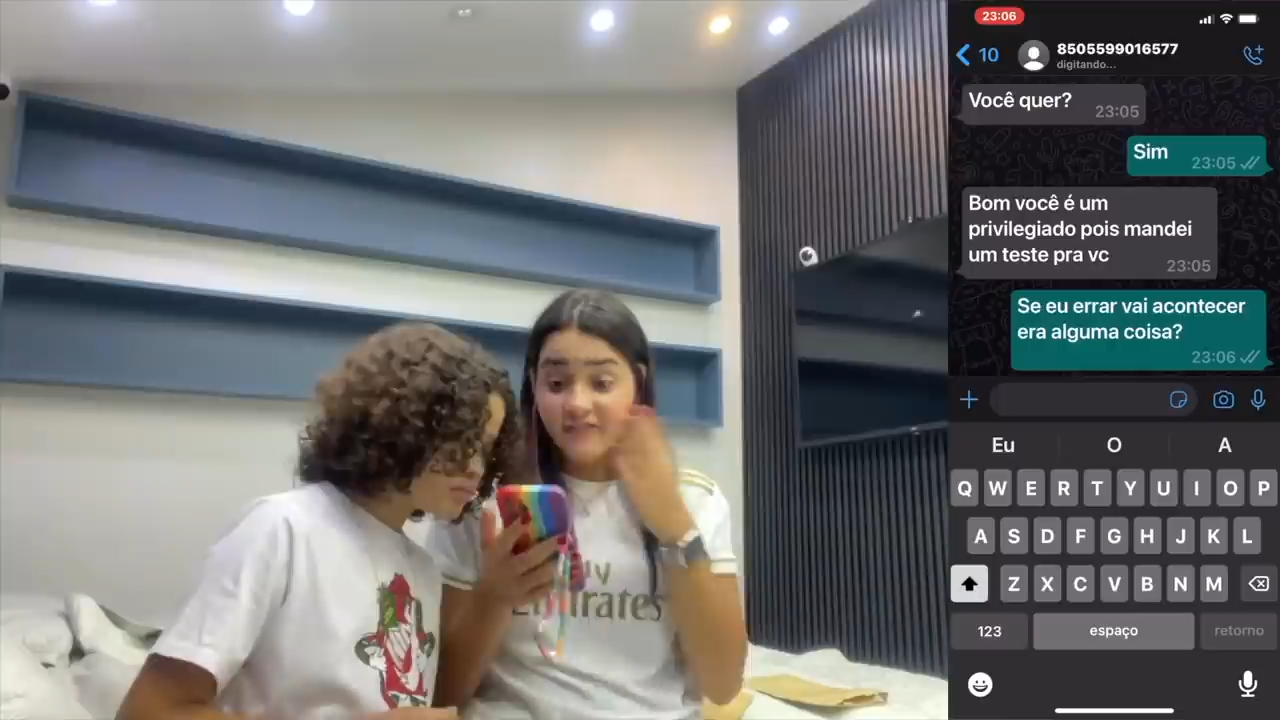 Fly
Emirates
23:06
10
8505599016577
digitando...
Você quer?
23:05
Sim
23:05
Bom você é um
privilegiado pois mandei
um teste pra vc
23:05
Se eu errar vai acontecer
era alguma coisa?
23:06
Eu O A
Q W E R T Y U I O P
A S D F G H J K L
Z X C V B N M
123 espaço retorno